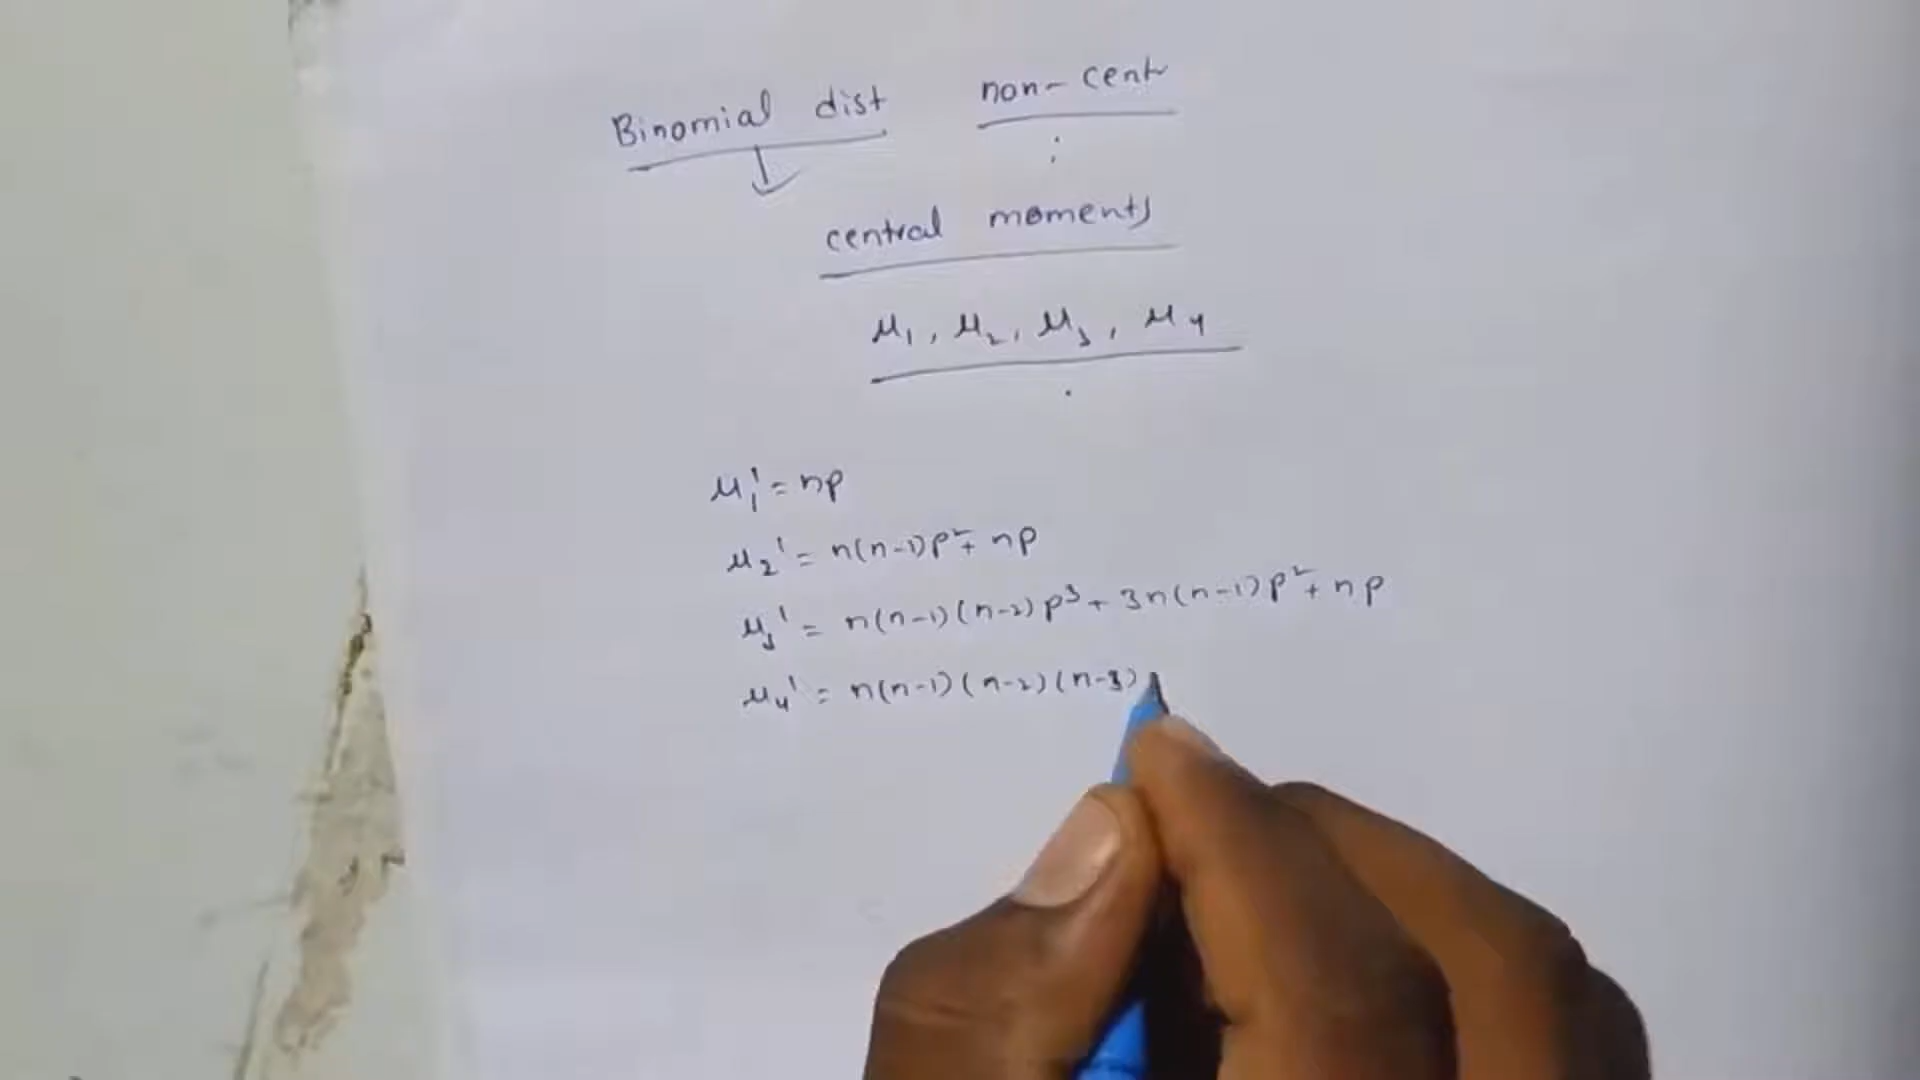 Binomial dist non-cent
:
central moments
μ₁, μ₂, μ₃, μ₄
μ₁' = np
μ₂' = n(n-1)p² + np
μ₃' = n(n-1)(n-2)p³ + 3n(n-1)p² + np
μ₄' = n(n-1)(n-2)(n-3)